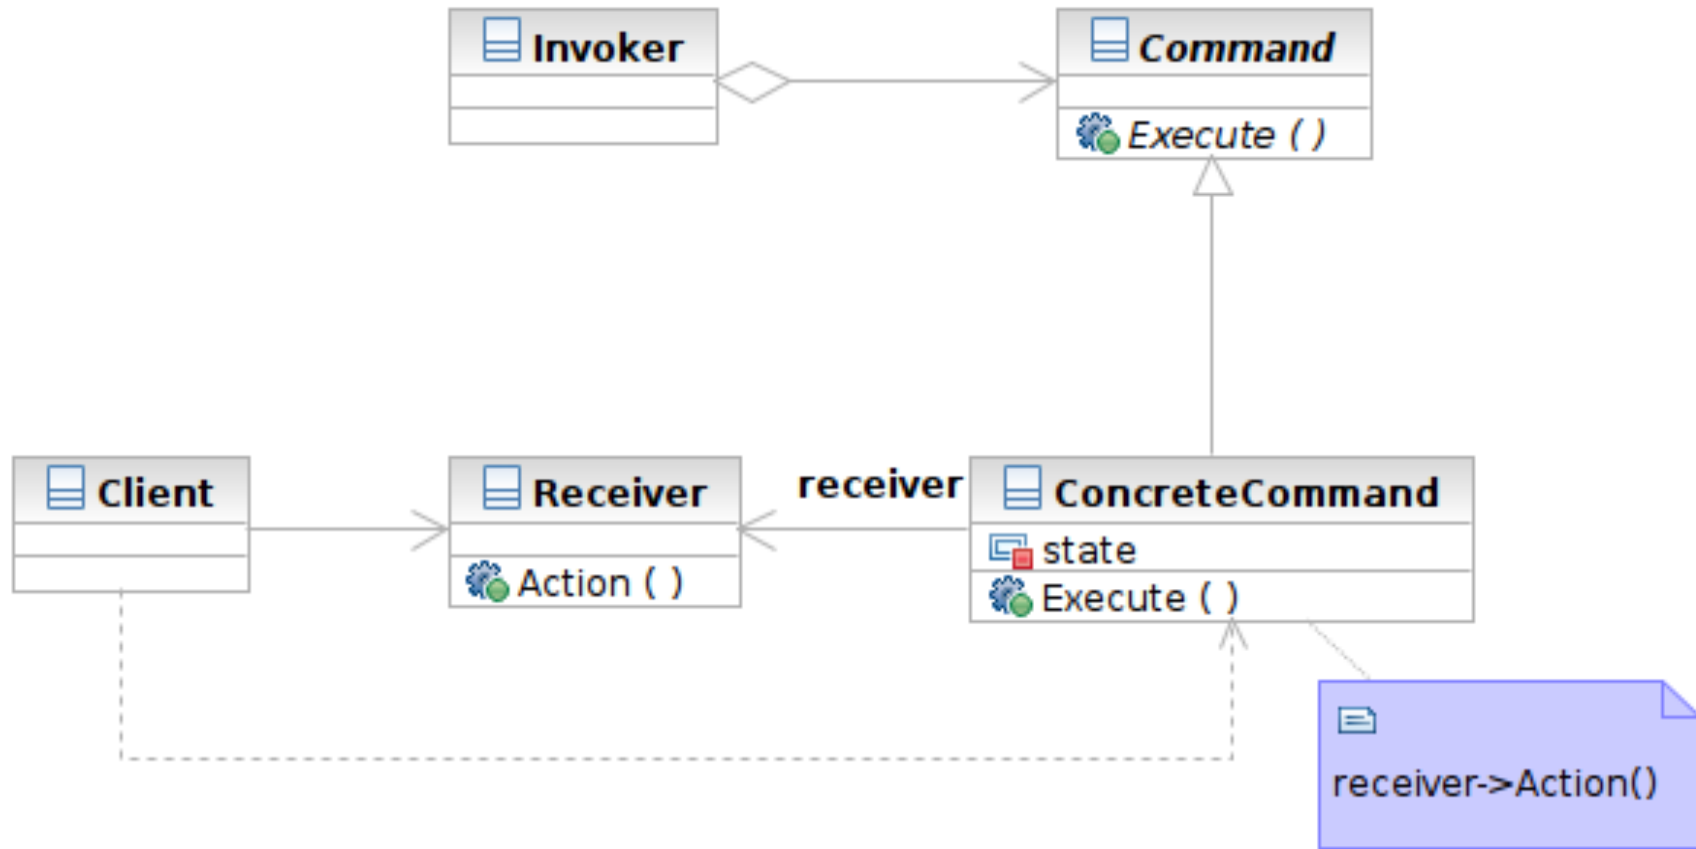 Invoker
Command
Execute ( )
Client
Receiver
Action ( )
receiver
ConcreteCommand
state
Execute ( )
receiver->Action()